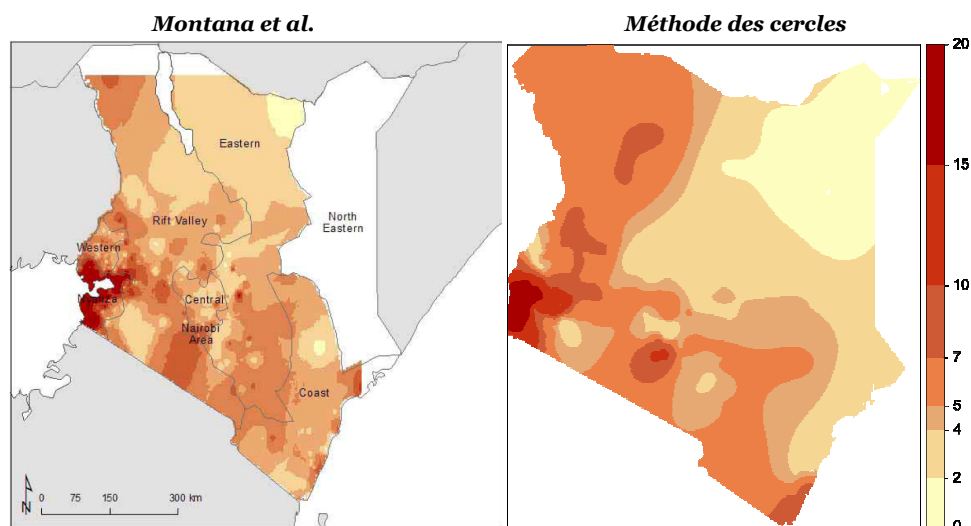 Montana et al.
Méthode des cercles
Eastern
North
Eastern
Rift Valley
Western
Nyanza
Central
Nairobi
Area
Coast
N
0 75 150 300 km
20
15
10
7
5
4
2
0